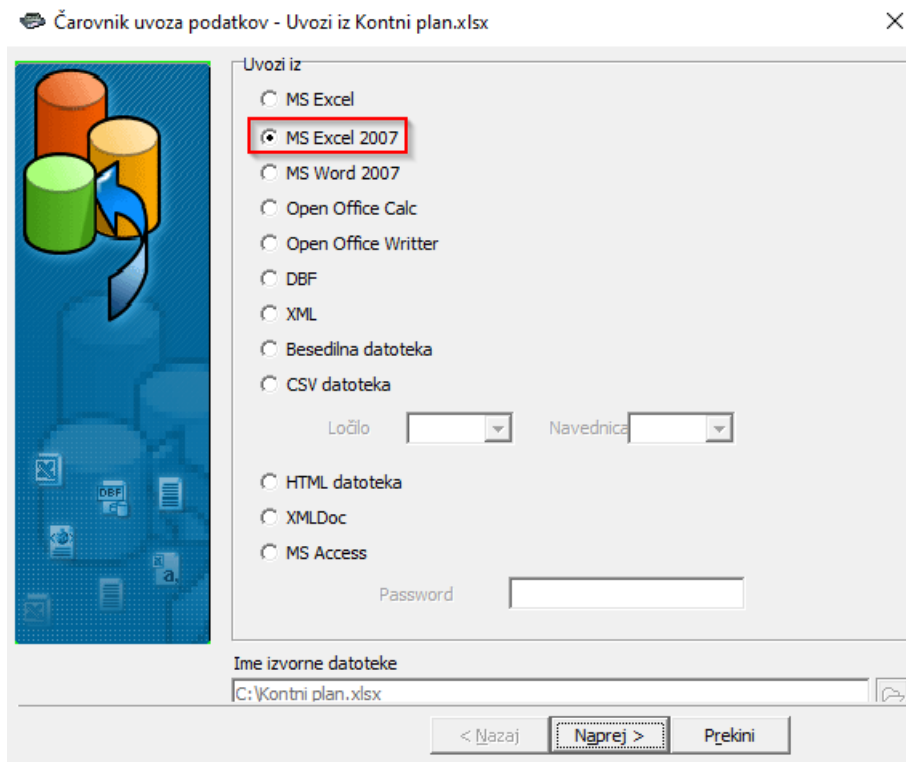 Čarovnik uvoza podatkov - Uvozi iz Kontni plan.xlsx
Uvozi iz
MS Excel
MS Excel 2007
MS Word 2007
Open Office Calc
Open Office Writter
DBF
XML
Besedilna datoteka
CSV datoteka
Ločilo Navednica
HTML datoteka
XMLDoc
MS Access
Password
DBF
a.
Ime izvorne datoteke
C:\Kontni plan.xlsx
< Nazaj Naprej > Prekini